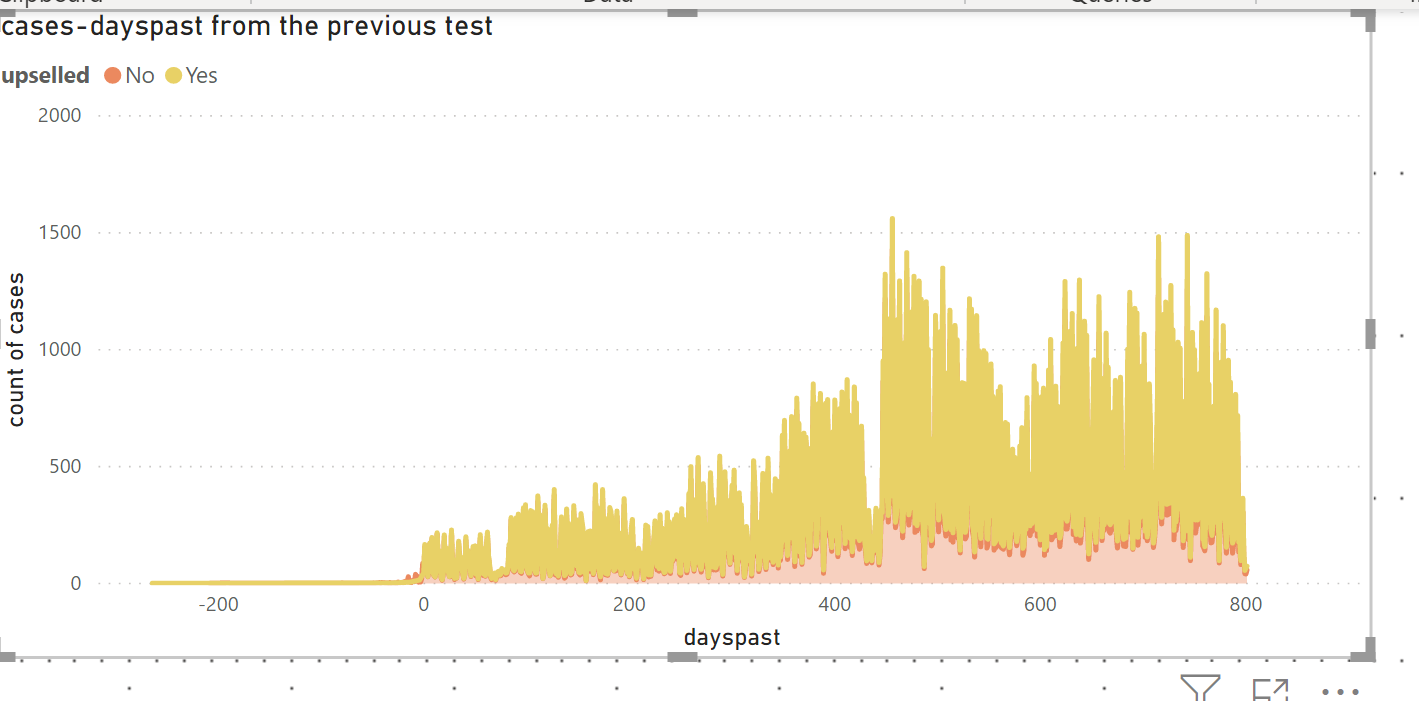 cases-dayspast from the previous test
upselled No Yes
2000
1500
1000
500
0
count of cases
-200 0 200 400 600 800
dayspast